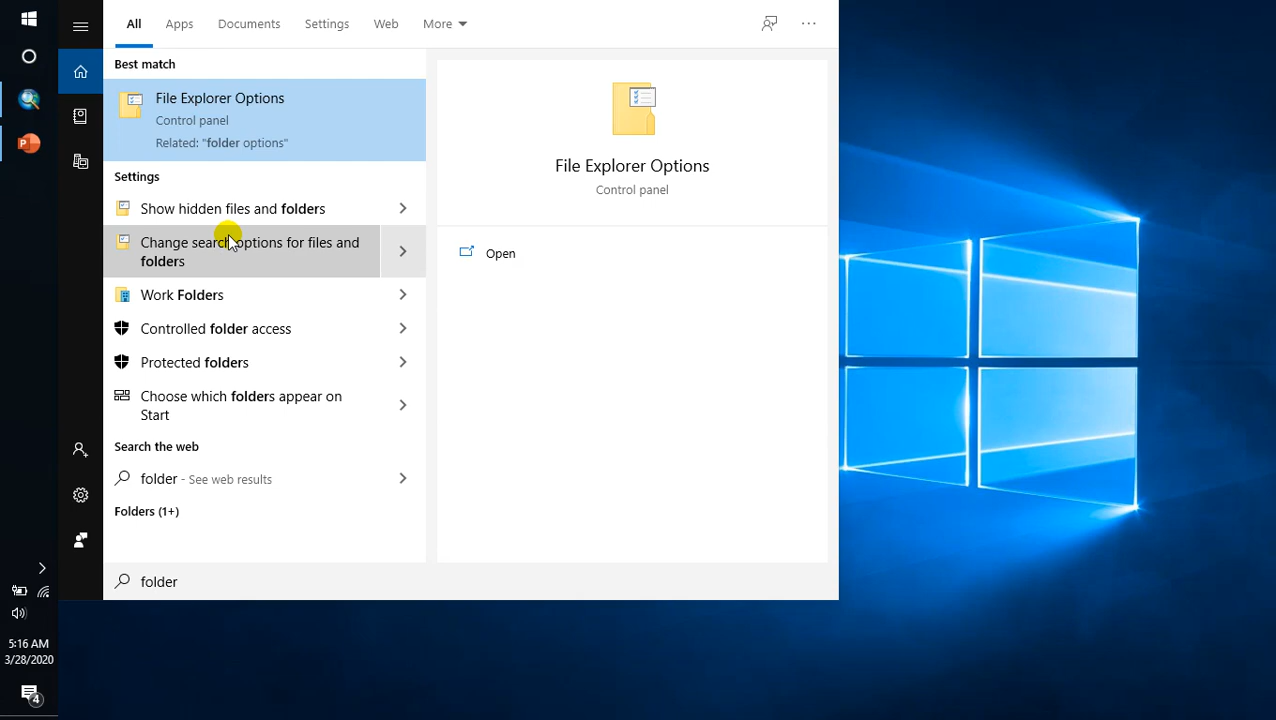 All Apps Documents Settings Web More
Best match
File Explorer Options
Control panel
Related: "folder options"
Settings
Show hidden files and folders
Change search options for files and
folders
Work Folders
Controlled folder access
Protected folders
Choose which folders appear on
Start
Search the web
folder - See web results
Folders (1+)
folder
File Explorer Options
Control panel
Open
5:16 AM
3/28/2020
4